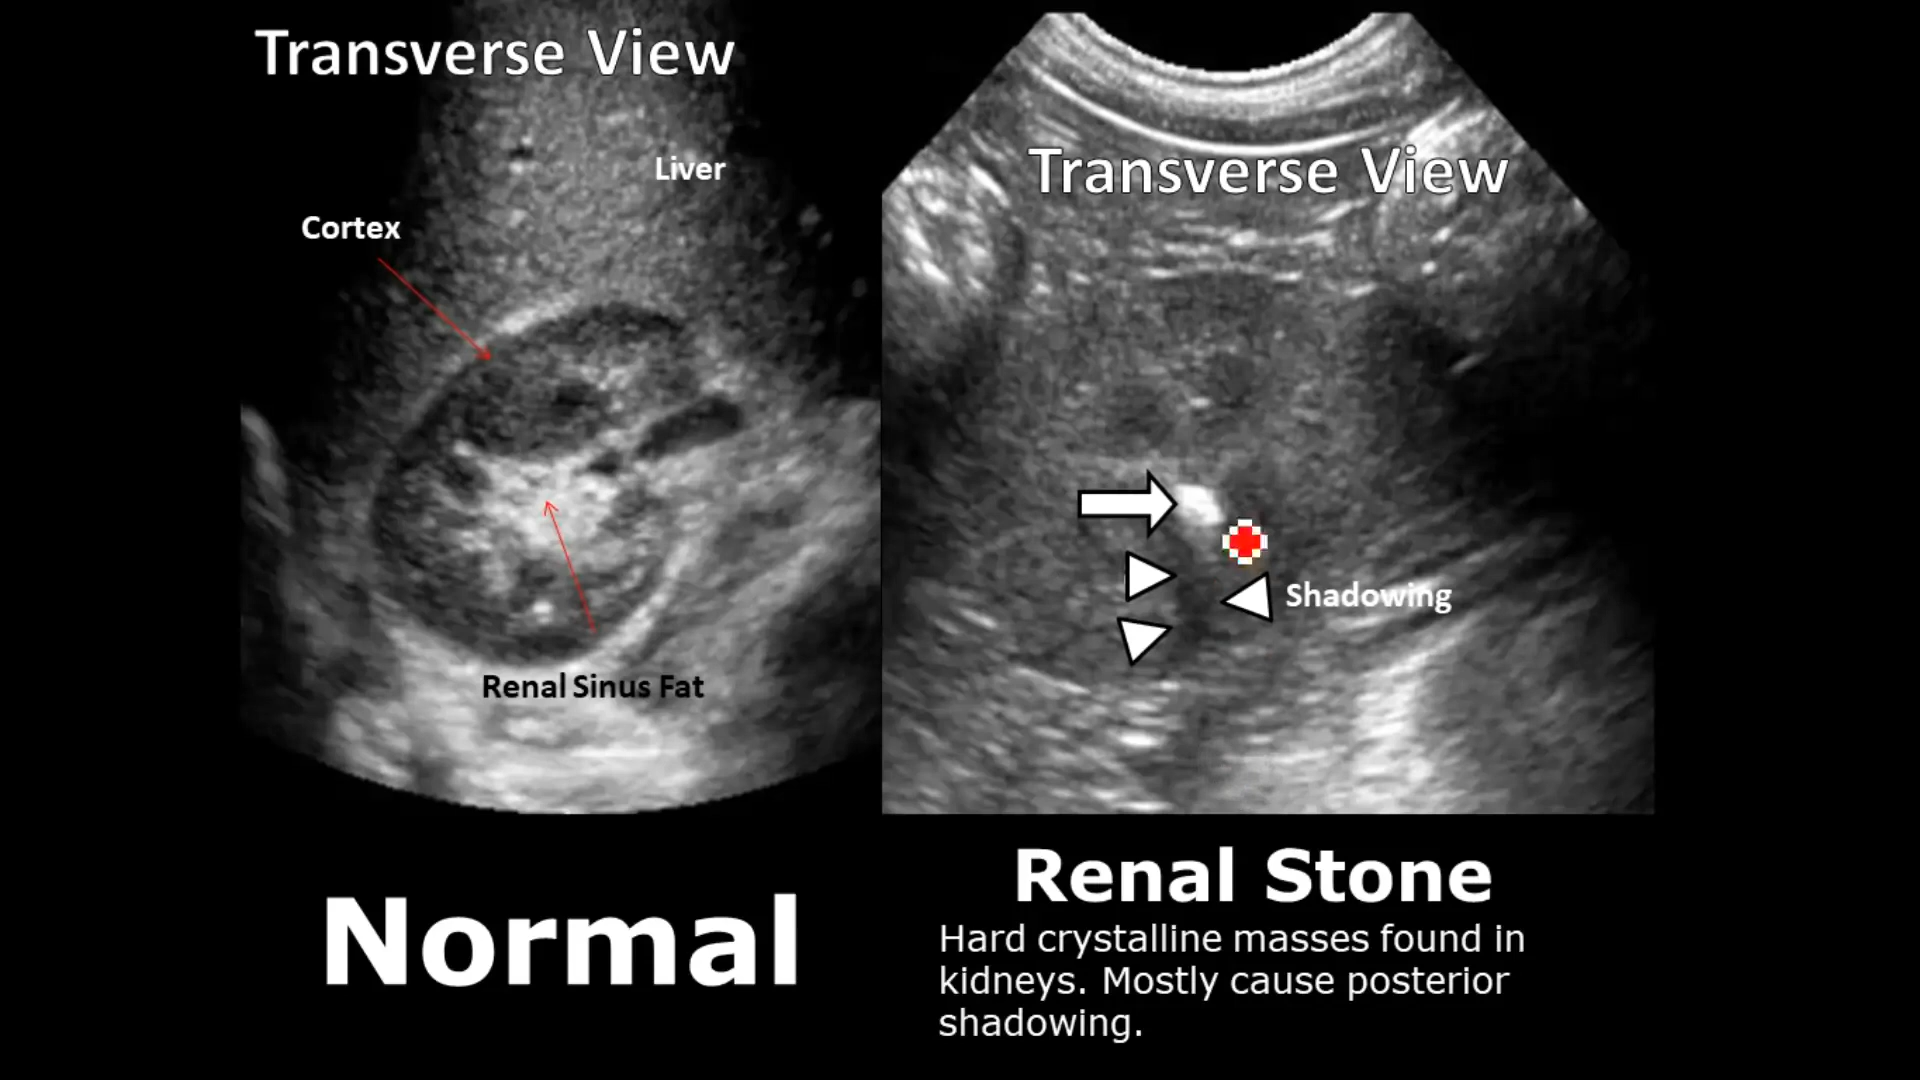 Transverse View
Liver
Cortex
Renal Sinus Fat
Normal
Transverse View
Shadowing
Renal Stone
Hard crystalline masses found in
kidneys. Mostly cause posterior
shadowing.